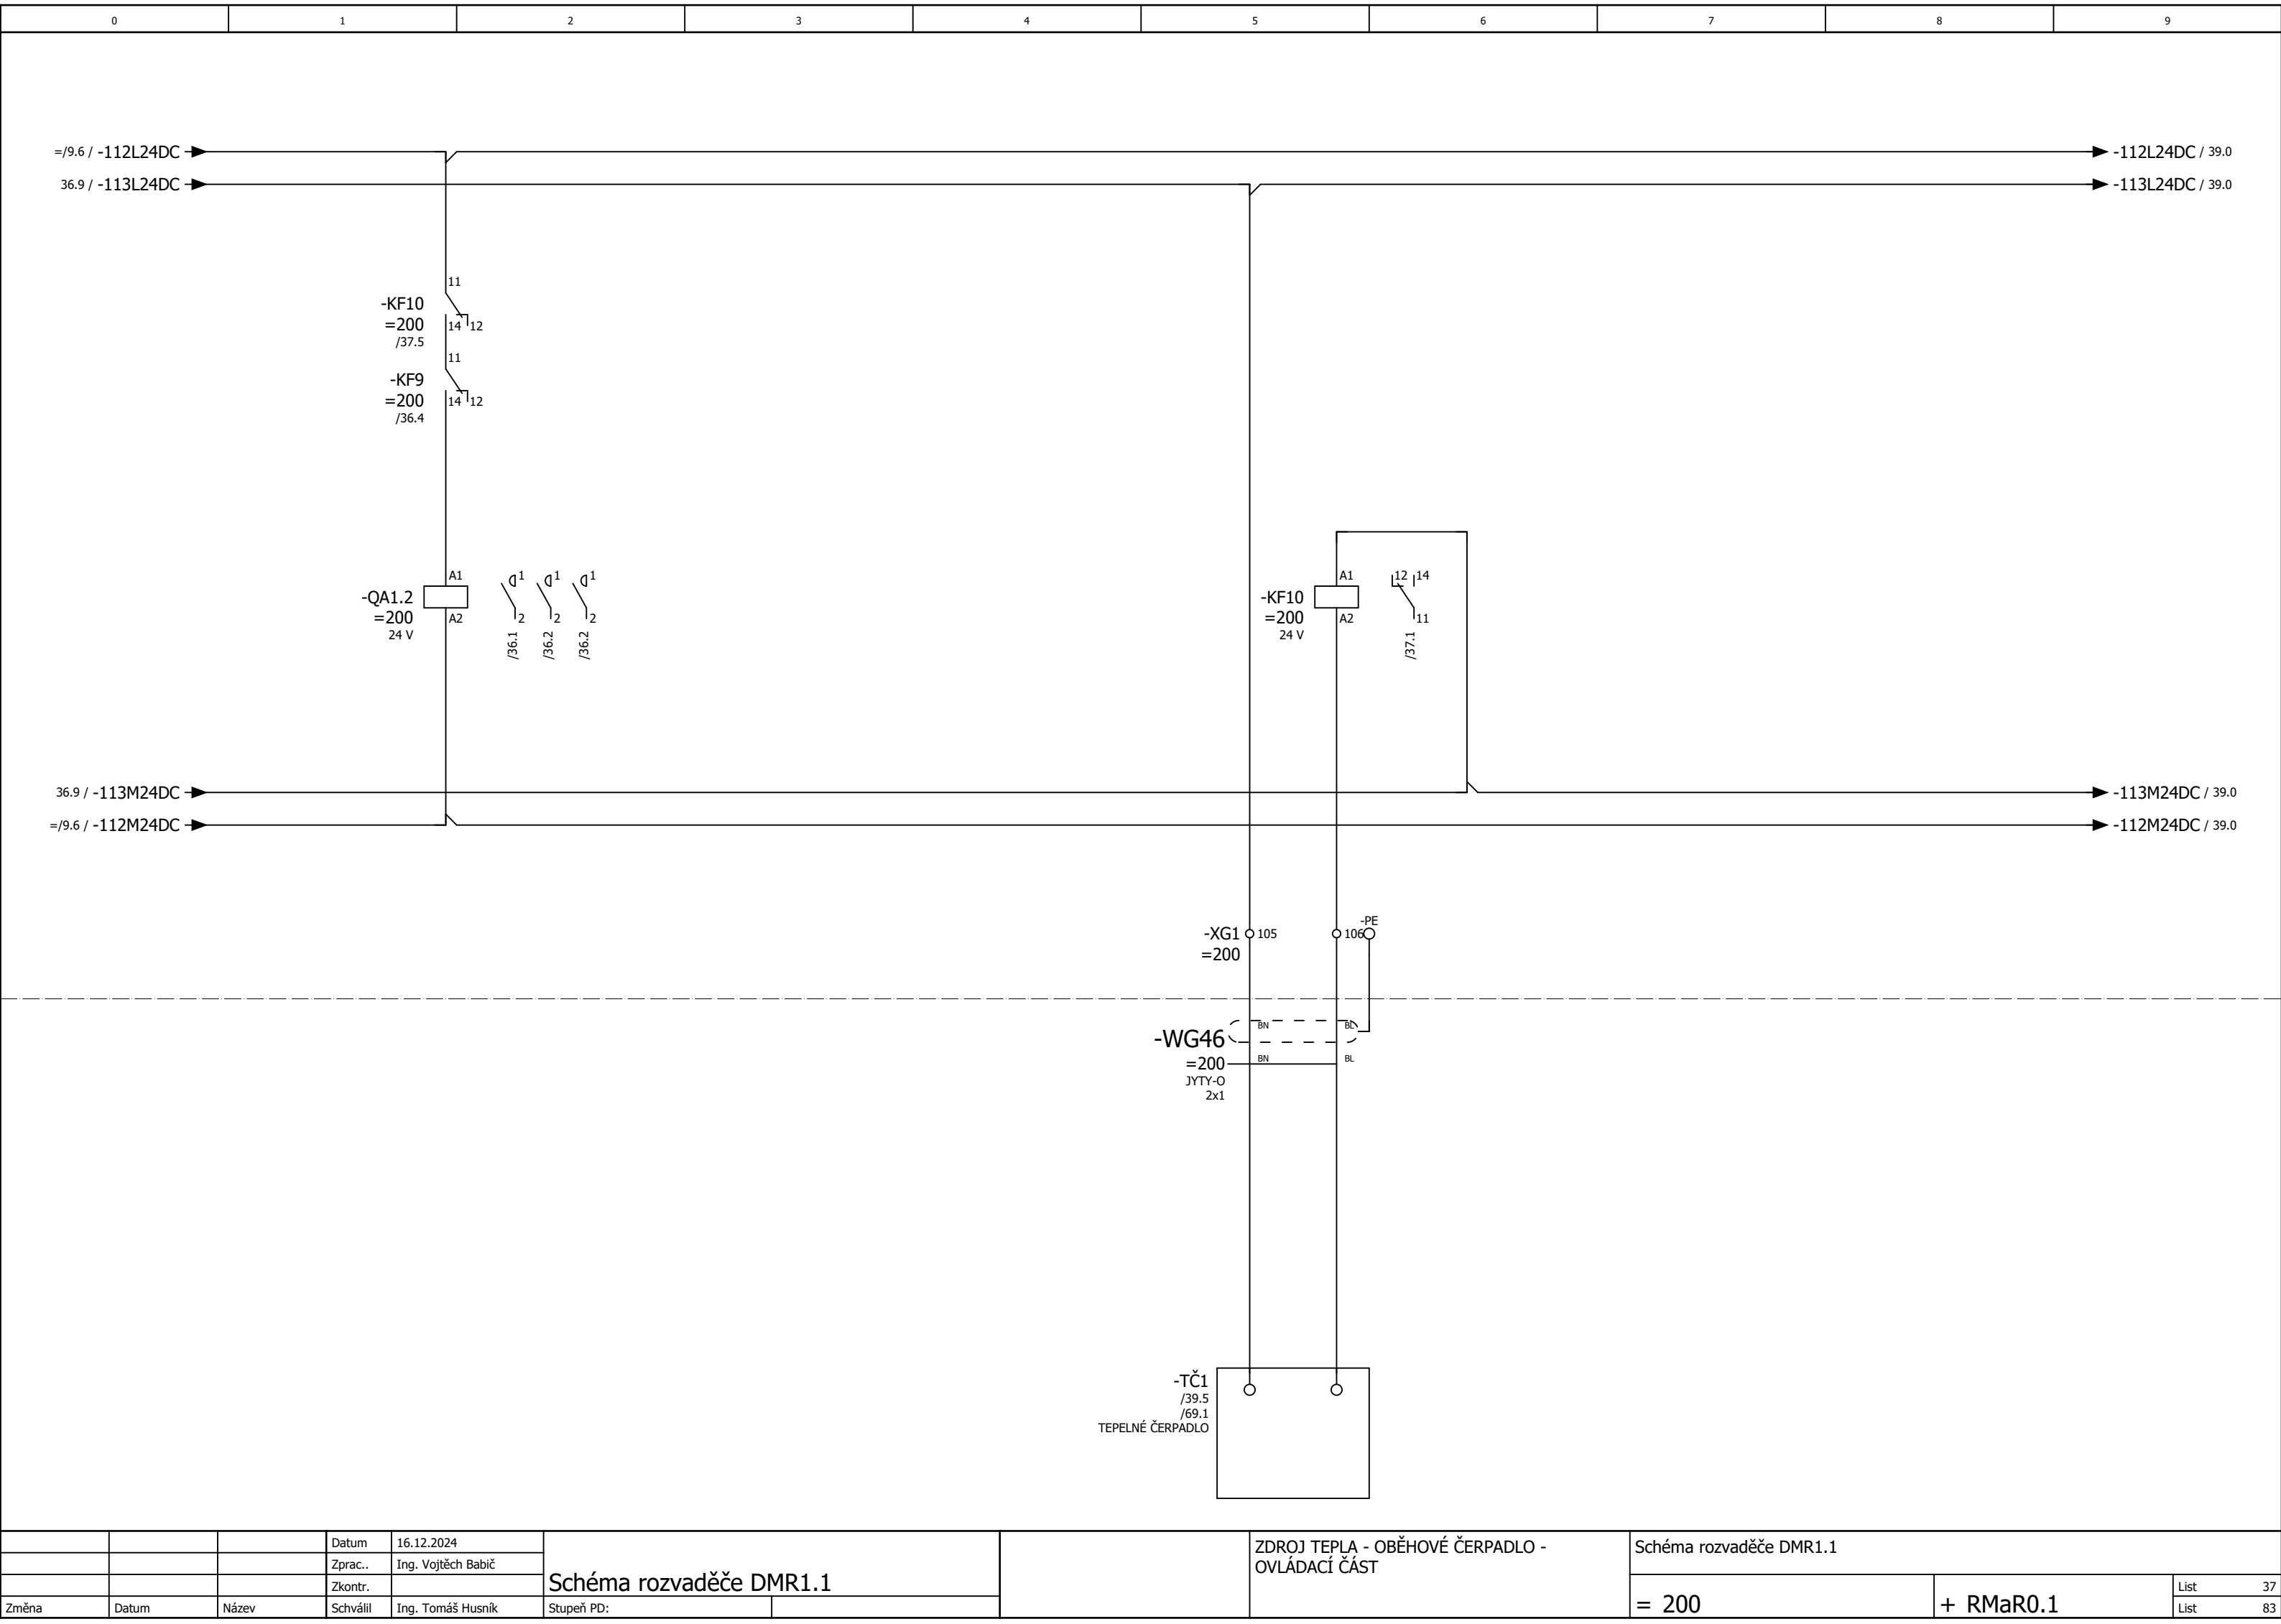 0 1 2 3 4 5 6 7 8 9
=/9.6 / -112L24DC
-112L24DC / 39.0
36.9 / -113L24DC
-113L24DC / 39.0
11
-KF10
=200
/37.5
14 12
11
-KF9
=200
/36.4
14 12
-QA1.2
=200
24 V
A1
A2
1 1 1
2 2 2
/36.1 /36.2 /36.2
-KF10
=200
24 V
A1
A2
12 14
11
/37.1
36.9 / -113M24DC
-113M24DC / 39.0
=/9.6 / -112M24DC
-112M24DC / 39.0
-PE
-XG1 105 106
=200
BN BL
-WG46
=200 BN BL
JYTY-O
2x1
-TČ1
/39.5
/69.1
TEPELNÉ ČERPADLO
Datum 16.12.2024
Zprac.. Ing. Vojtěch Babič
Zkontr.
Změna Datum Název Schválil Ing. Tomáš Husník
Schéma rozvaděče DMR1.1
Stupeň PD:
ZDROJ TEPLA - OBĚHOVÉ ČERPADLO -
OVLÁDACÍ ČÁST
Schéma rozvaděče DMR1.1
= 200 + RMaR0.1
List 37
List 83